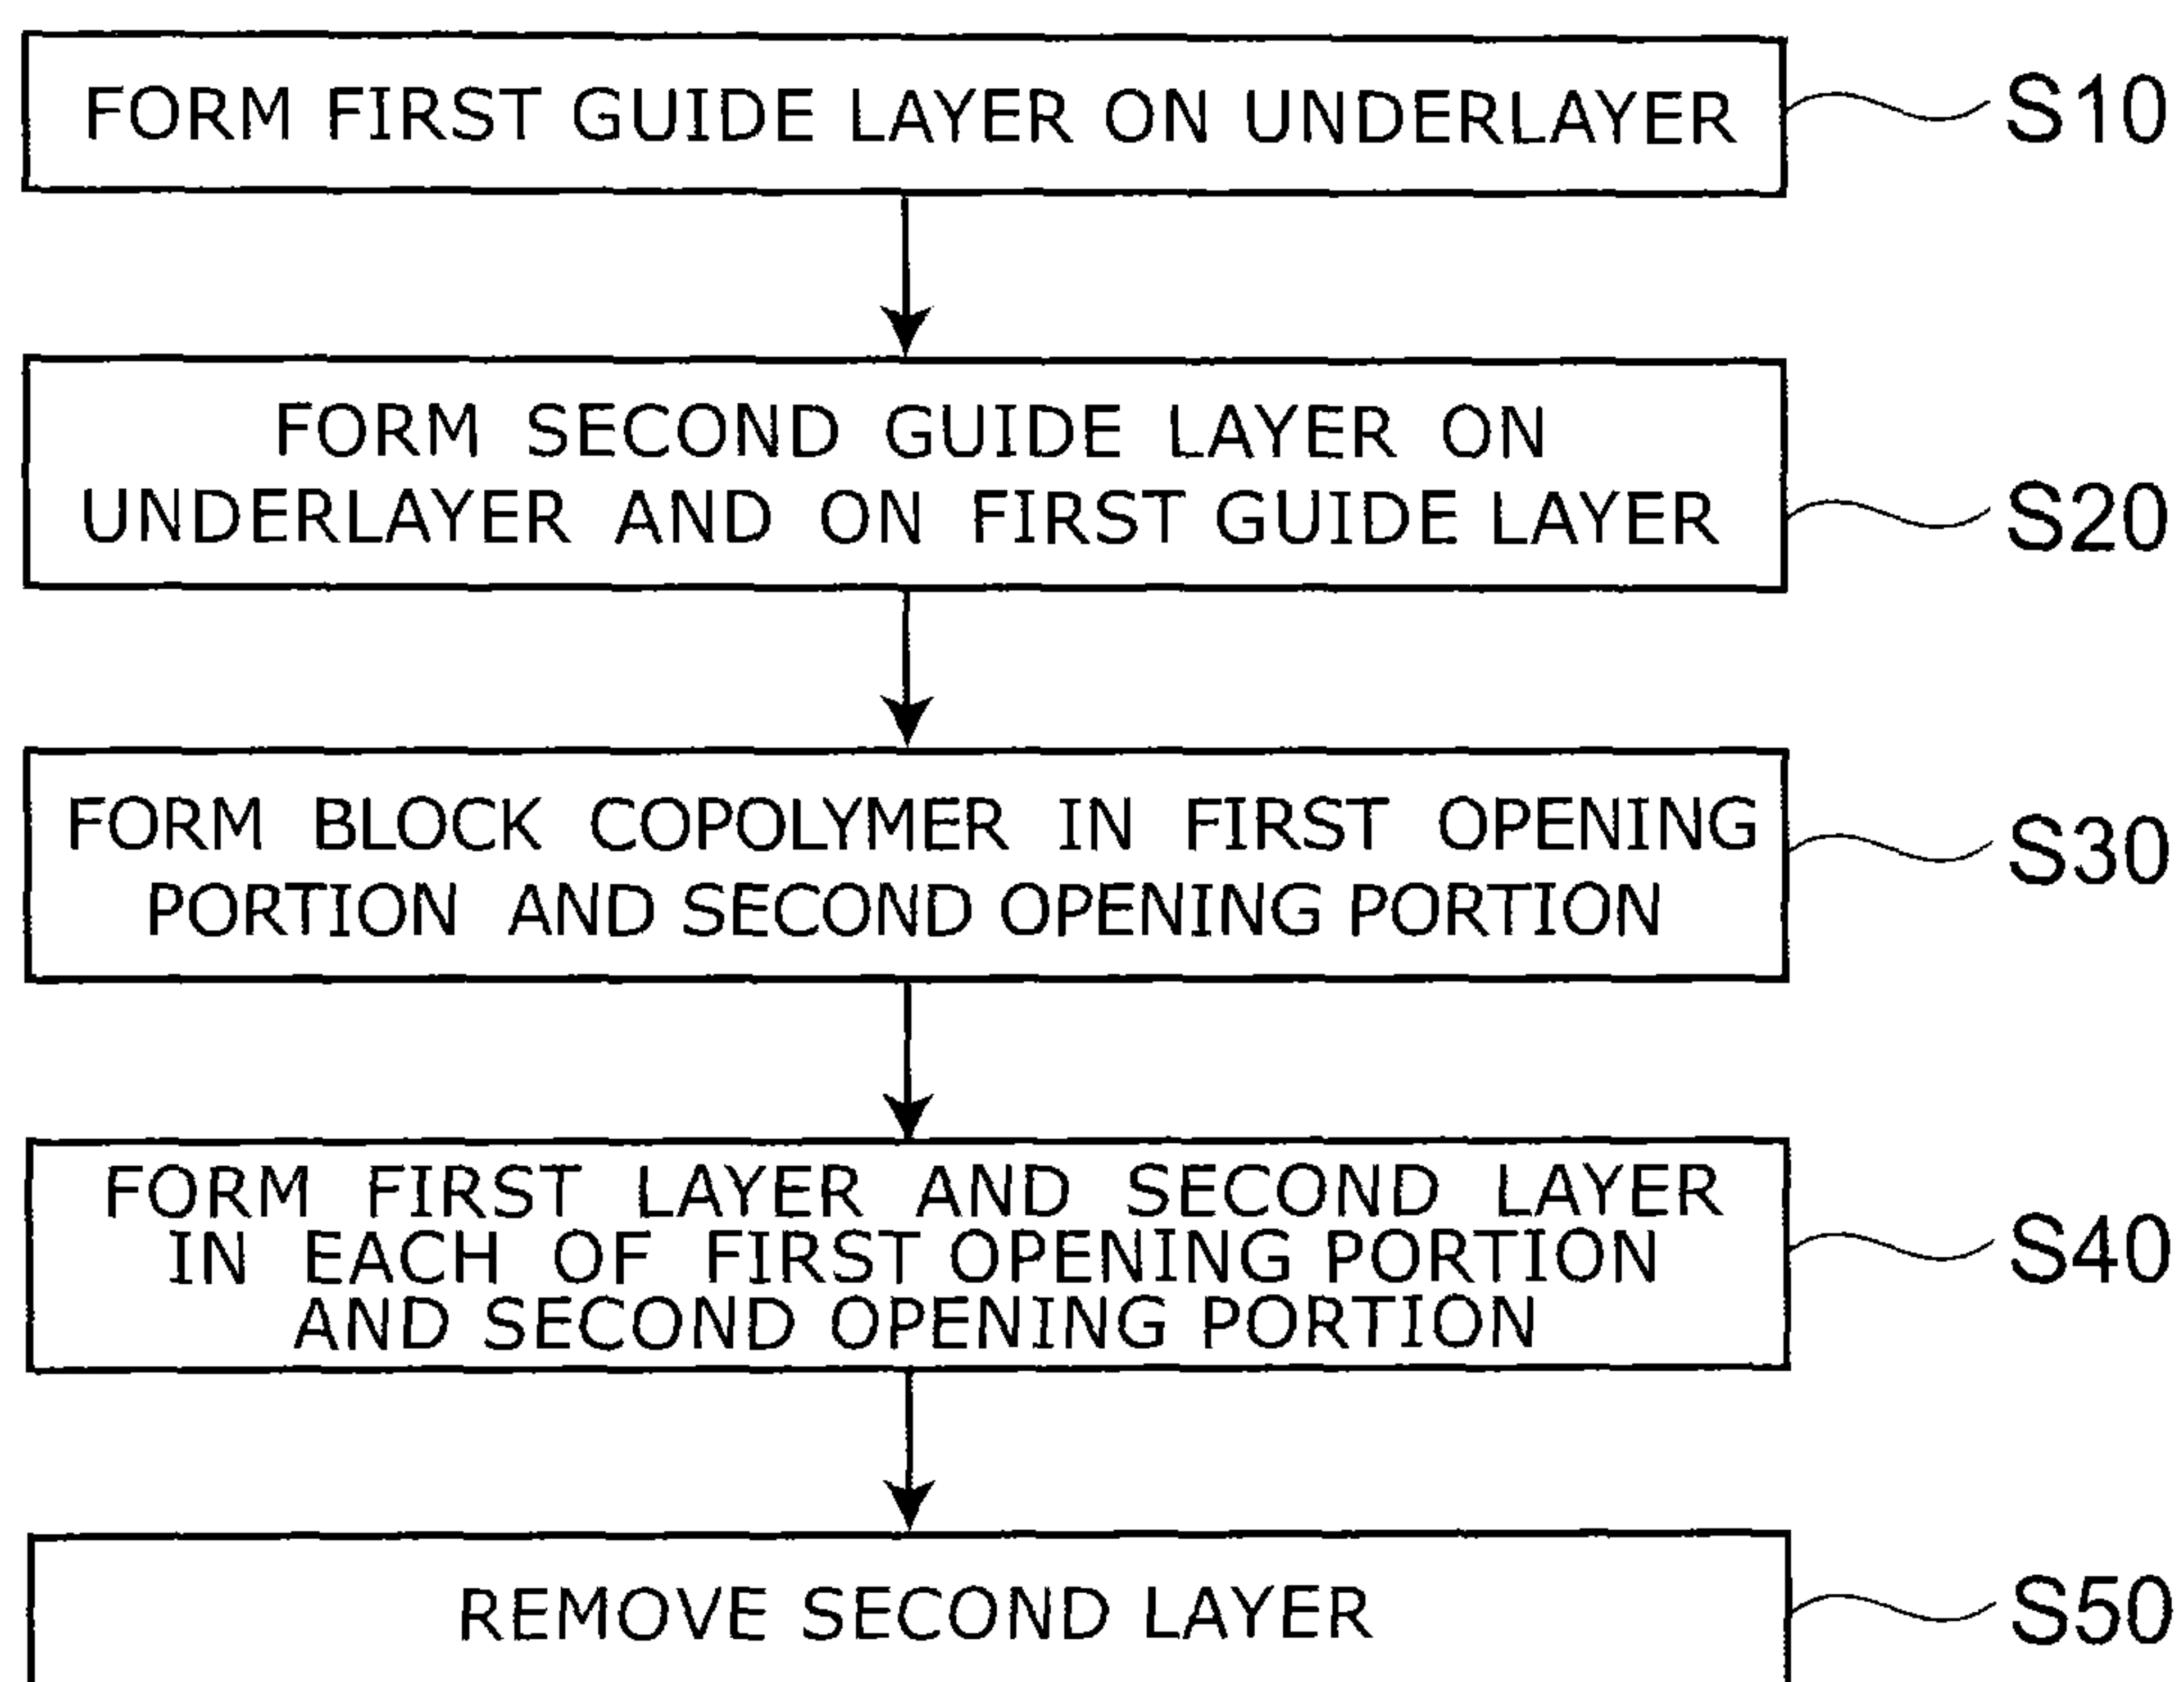 FORM FIRST GUIDE LAYER ON UNDERLAYER
S10
FORM SECOND GUIDE LAYER ON
UNDERLAYER AND ON FIRST GUIDE LAYER
S20
FORM BLOCK COPOLYMER IN FIRST OPENING
PORTION AND SECOND OPENING PORTION
S30
FORM FIRST LAYER AND SECOND LAYER
IN EACH OF FIRST OPENING PORTION
AND SECOND OPENING PORTION
S40
REMOVE SECOND LAYER
S50